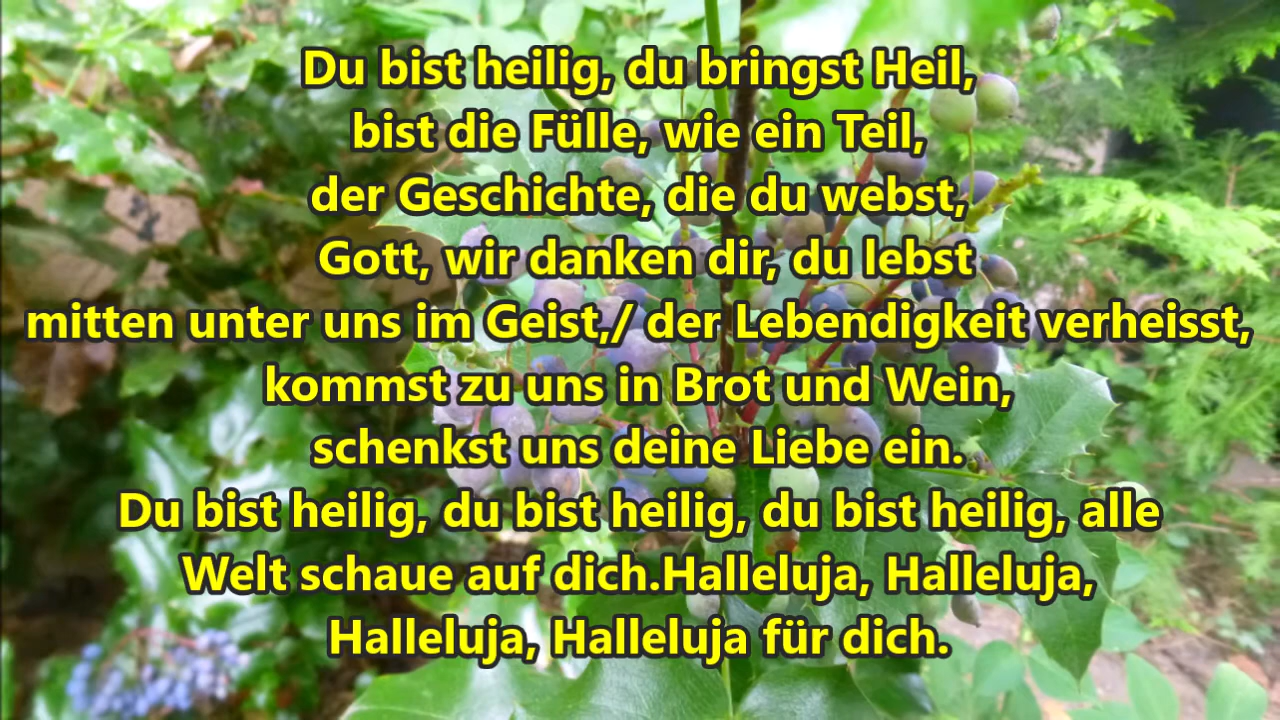 Du bist heilig, du bringst Heil,
bist die Fülle, wie ein Teil,
der Geschichte, die du webst,
Gott, wir danken dir, du lebst
mitten unter uns im Geist,/ der Lebendigkeit verheisst,
kommst zu uns in Brot und Wein,
schenkst uns deine Liebe ein.
Du bist heilig, du bist heilig, du bist heilig, alle
Welt schaue auf dich.Halleluja, Halleluja,
Halleluja, Halleluja für dich.